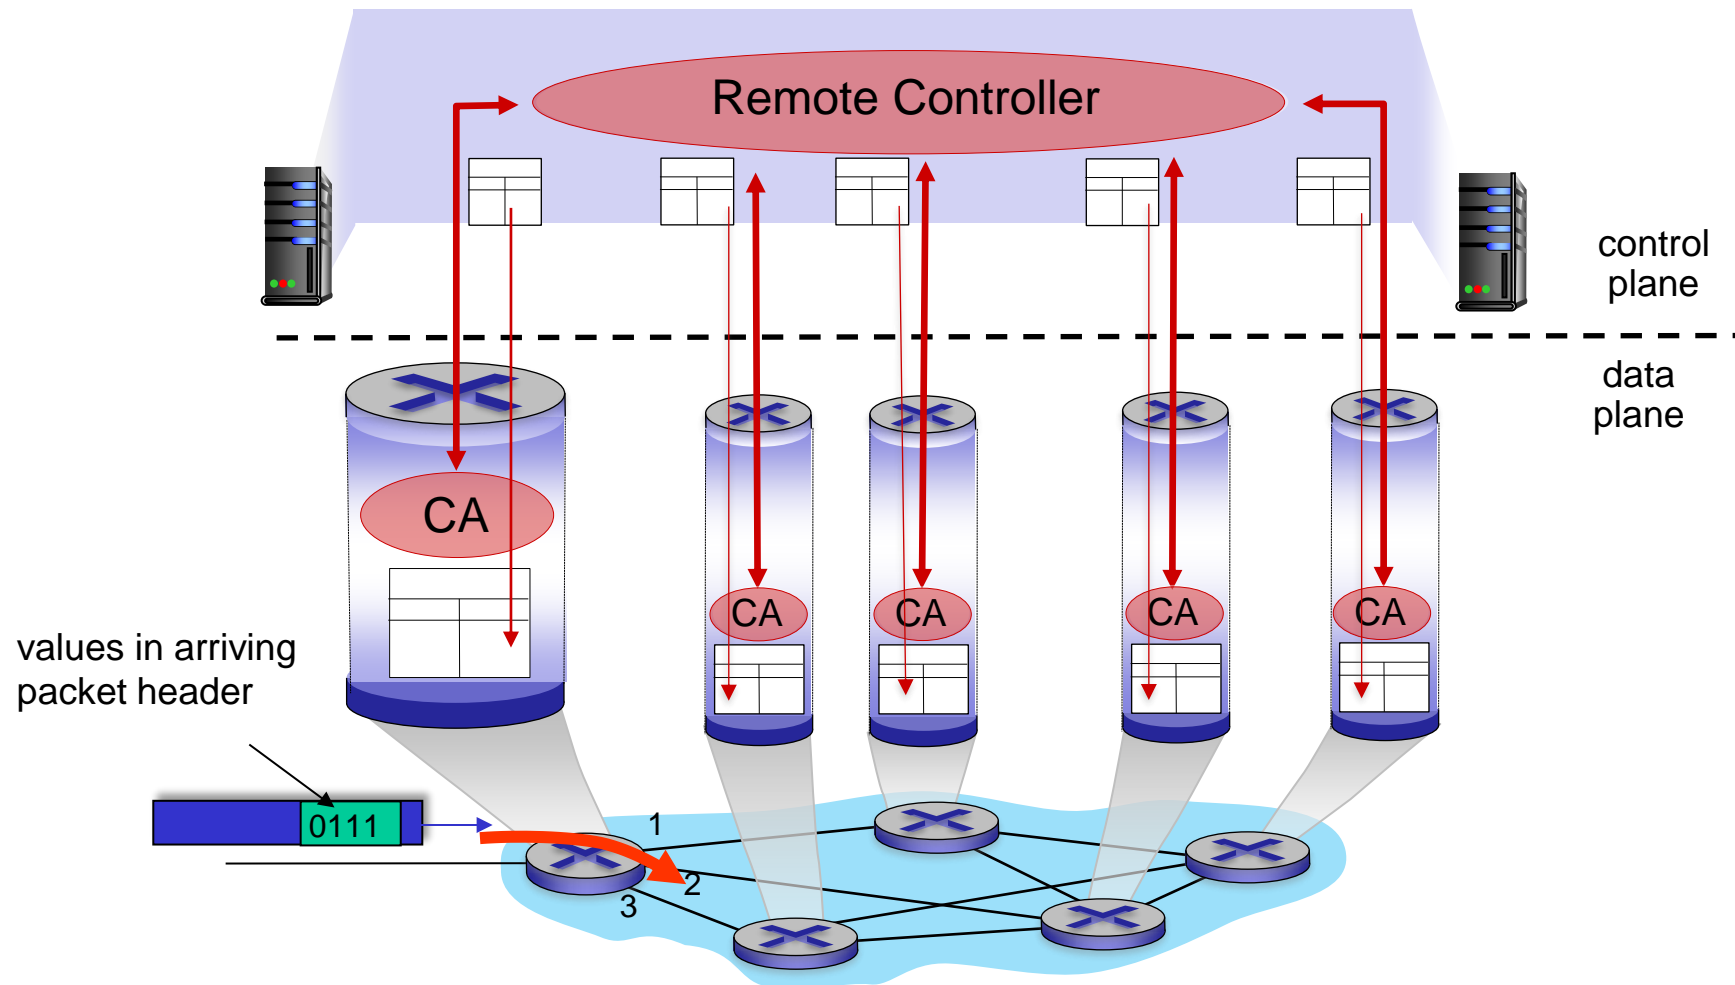 Remote Controller
control
plane
data
plane
CA
CA
CA
CA
CA
values in arriving
packet header
0111
1
2
3